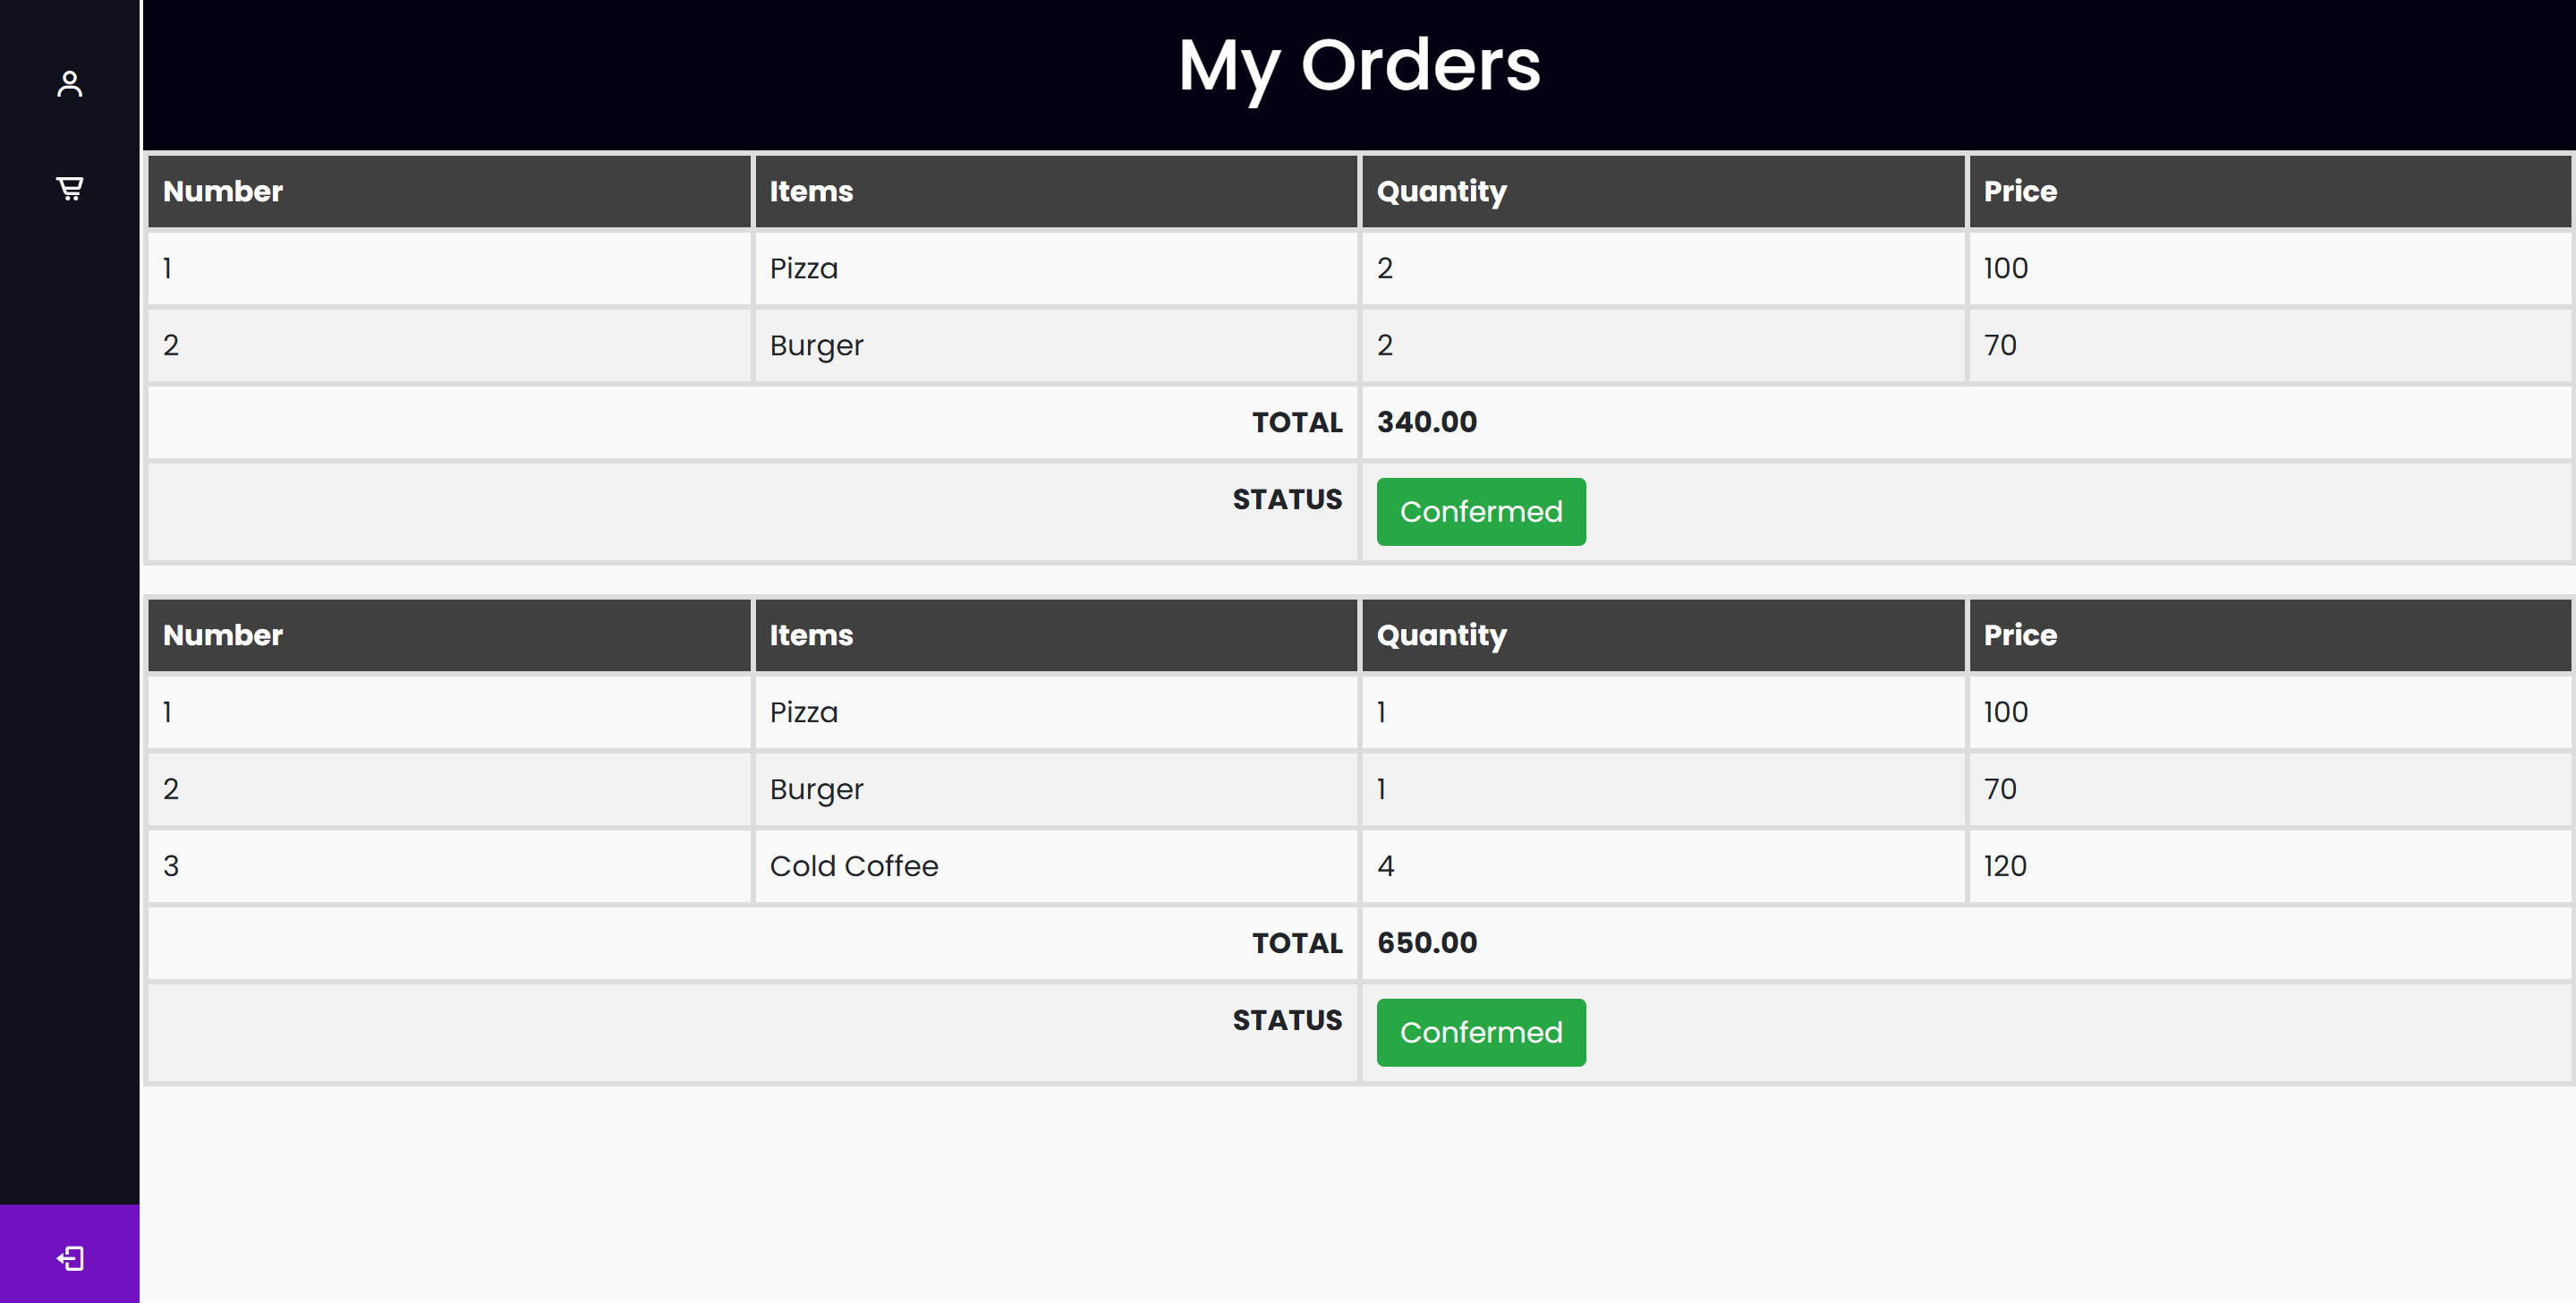 My Orders
Number Items Quantity Price
1 Pizza 2 100
2 Burger 2 70
TOTAL 340.00
STATUS Confermed
Number Items Quantity Price
1 Pizza 1 100
2 Burger 1 70
3 Cold Coffee 4 120
TOTAL 650.00
STATUS Confermed